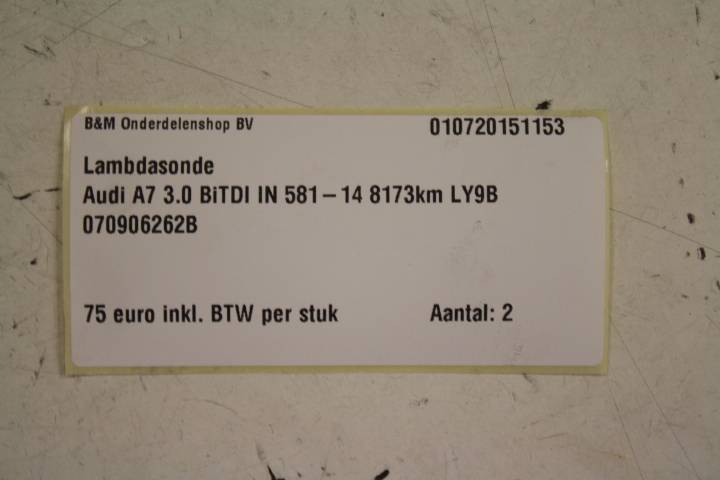 B&M Onderdelenshop BV 010720151153
Lambdasonde
Audi A7 3.0 BiTDI IN 581-14 8173km LY9B
070906262B
75 euro inkl. BTW per stuk Aantal: 2